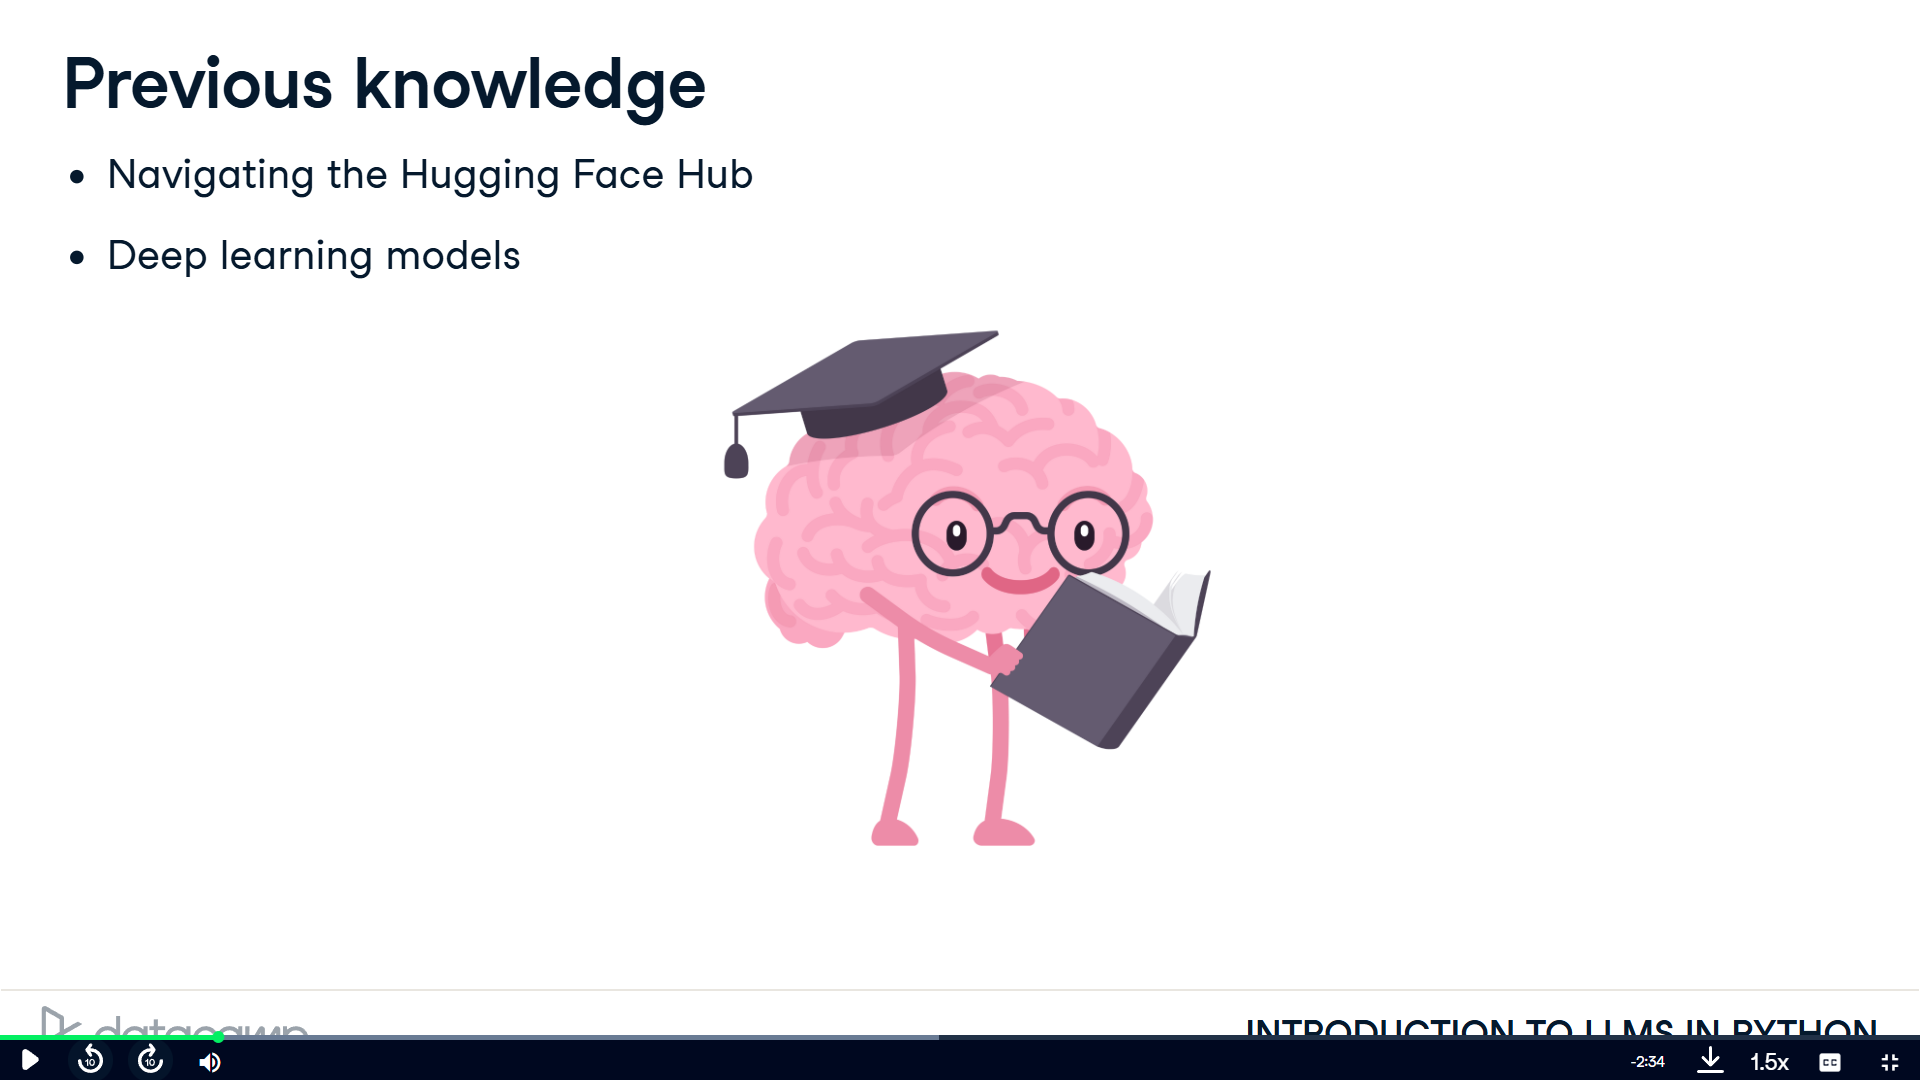 Previous knowledge
Navigating the Hugging Face Hub
Deep learning models
datacamp
INTRODUCTION TO LLMS IN PYTHON
10
10
-2:34
1.5x
CC